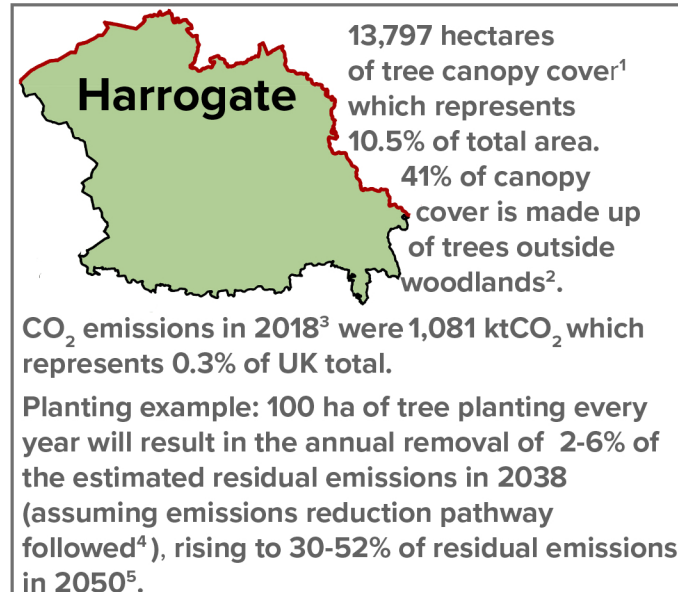 Harrogate
13,797 hectares
of tree canopy cover¹
which represents
10.5% of total area.
41% of canopy
cover is made up
of trees outside
woodlands².
CO₂ emissions in 2018³ were 1,081 ktCO₂ which
represents 0.3% of UK total.
Planting example: 100 ha of tree planting every
year will result in the annual removal of 2-6% of
the estimated residual emissions in 2038
(assuming emissions reduction pathway
followed⁴), rising to 30-52% of residual emissions
in 2050⁵.